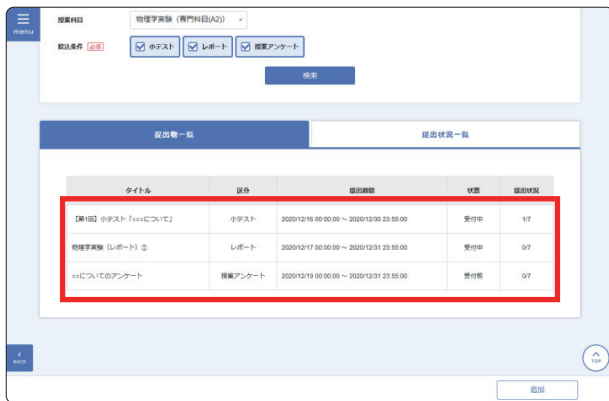 menu
授業科目 物理学実験（専門科目(A2)）
絞込条件 必須 小テスト レポート 授業アンケート
検索
提出物一覧 提出状況一覧
タイトル 区分 提出期間 状態 提出状況
【第1回】小テスト「○○○について」 小テスト 2020/12/16 00:00:00 ～ 2020/12/30 23:55:00 受付中 1/7
物理学実験（レポート）① レポート 2020/12/17 00:00:00 ～ 2020/12/31 23:55:00 受付中 0/7
○○についてのアンケート 授業アンケート 2020/12/19 00:00:00 ～ 2020/12/31 23:55:00 受付前 0/7
BACK
TOP
追加